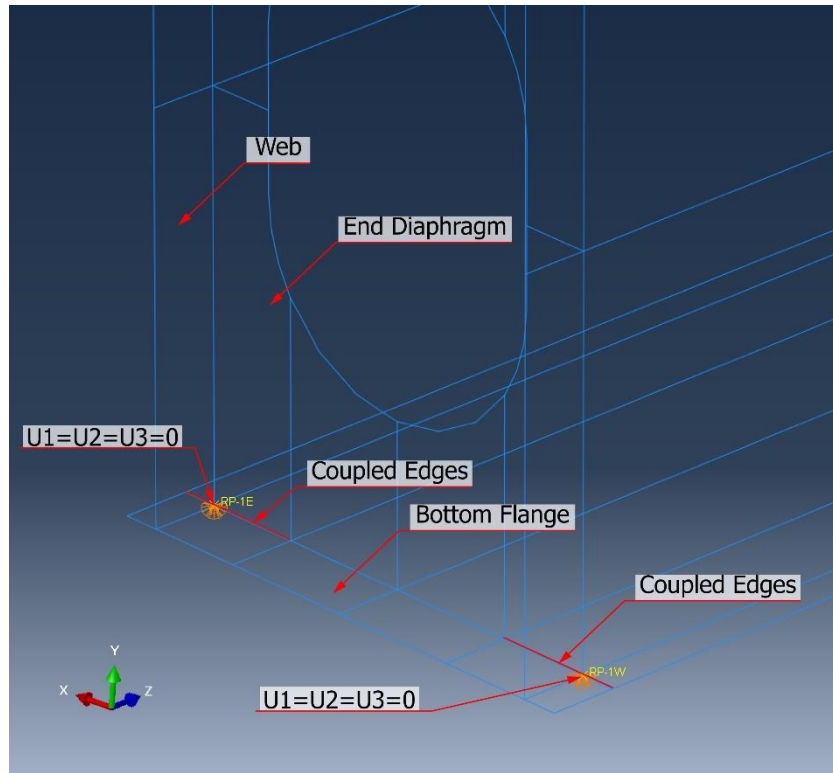 Web
End Diaphragm
U1=U2=U3=0
RP-1E
Coupled Edges
Bottom Flange
Coupled Edges
RP-1W
U1=U2=U3=0
Y
X
Z